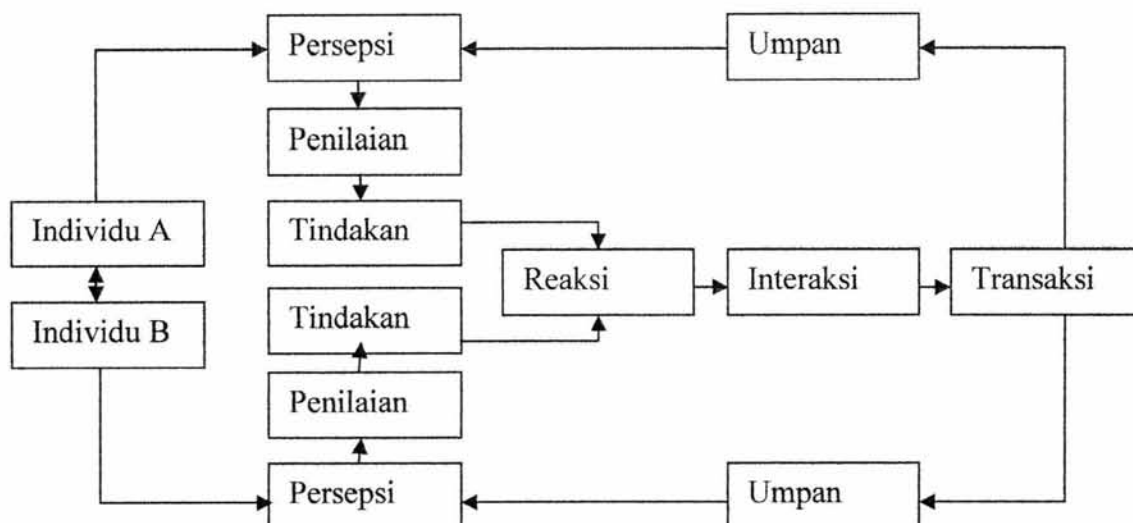 Persepsi
Umpan
Penilaian
Individu A
Tindakan
Reaksi
Interaksi
Transaksi
Individu B
Tindakan
Penilaian
Persepsi
Umpan